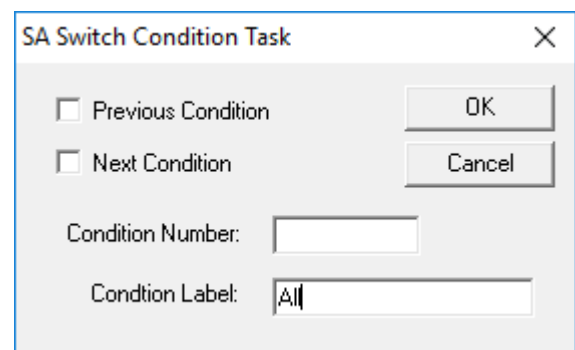 SA Switch Condition Task
Previous Condition
OK
Next Condition
Cancel
Condition Number:
Condtion Label: All